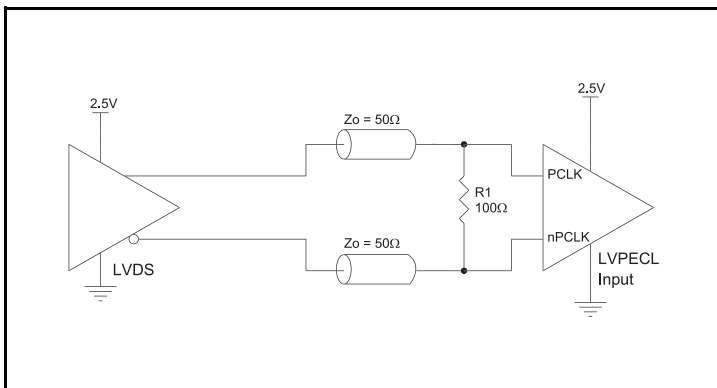 2.5V
LVDS
Zo = 50Ω
Zo = 50Ω
R1
100Ω
2.5V
PCLK
nPCLK
LVPECL
Input